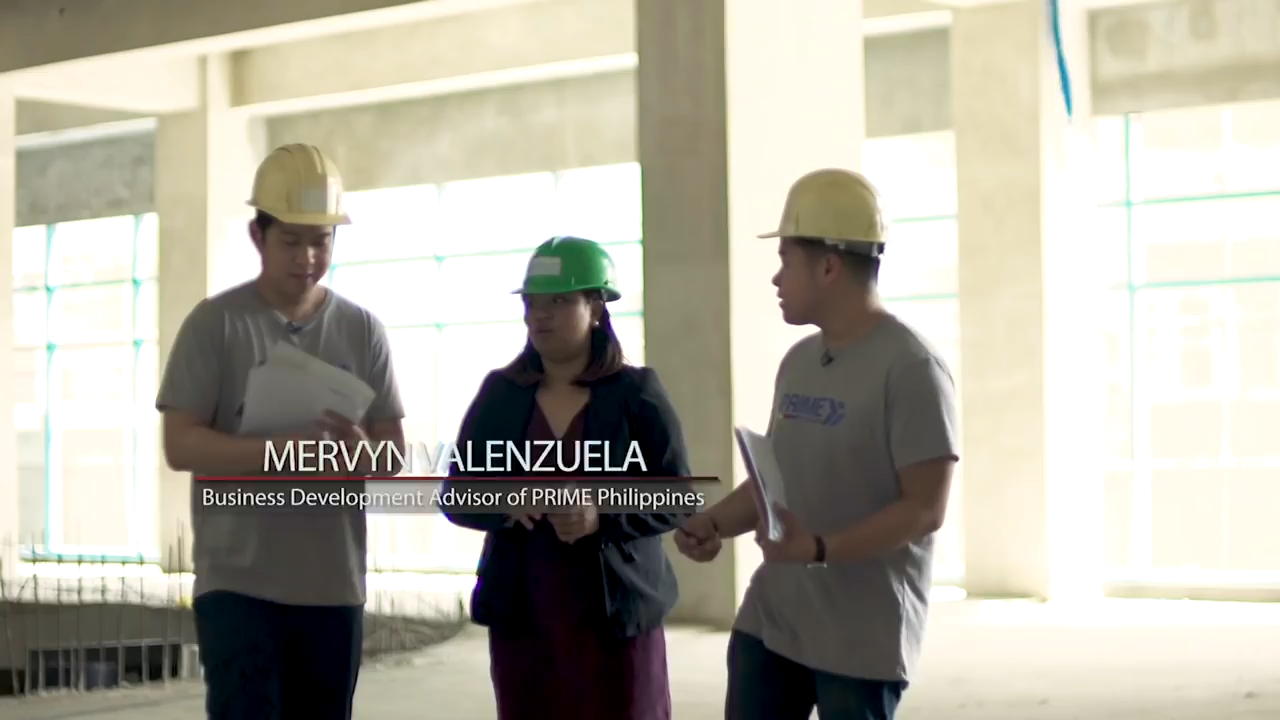 MERVYN VALENZUELA
Business Development Advisor of PRIME Philippines
PRIME